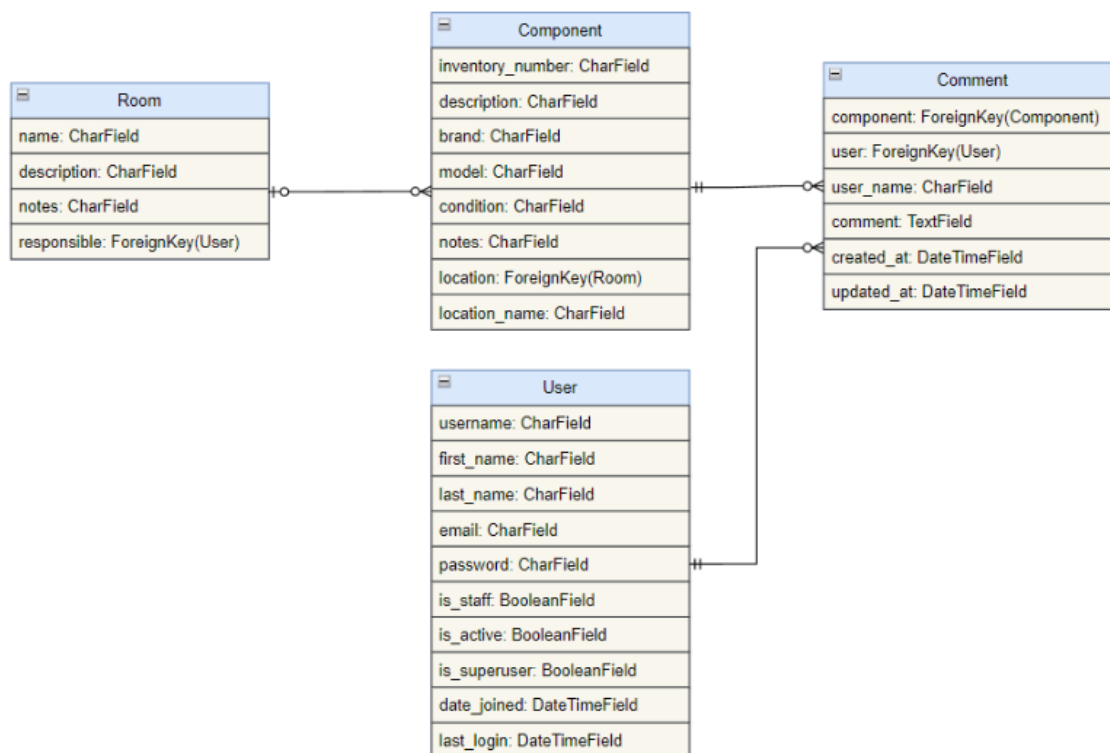 Room
name: CharField
description: CharField
notes: CharField
responsible: ForeignKey(User)
Component
inventory_number: CharField
description: CharField
brand: CharField
model: CharField
condition: CharField
notes: CharField
location: ForeignKey(Room)
location_name: CharField
Comment
component: ForeignKey(Component)
user: ForeignKey(User)
user_name: CharField
comment: TextField
created_at: DateTimeField
updated_at: DateTimeField
User
username: CharField
first_name: CharField
last_name: CharField
email: CharField
password: CharField
is_staff: BooleanField
is_active: BooleanField
is_superuser: BooleanField
date_joined: DateTimeField
last_login: DateTimeField